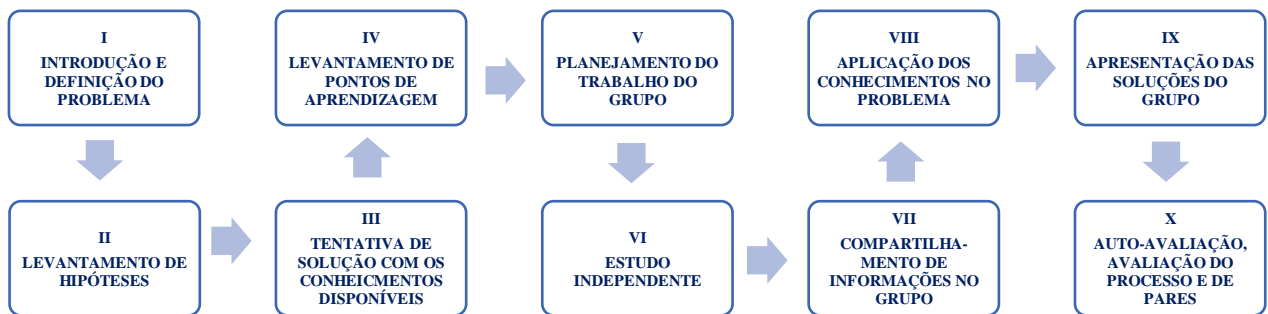 I
INTRODUÇÃO E
DEFINIÇÃO DO
PROBLEMA
II
LEVANTAMENTO DE
HIPÓTESES
III
TENTATIVA DE
SOLUÇÃO COM OS
CONHEICMENTOS
DISPONÍVEIS
IV
LEVANTAMENTO DE
PONTOS DE
APRENDIZAGEM
V
PLANEJAMENTO DO
TRABALHO DO
GRUPO
VI
ESTUDO
INDEPENDENTE
VII
COMPARTILHA-
MENTO DE
INFORMAÇÕES NO
GRUPO
VIII
APLICAÇÃO DOS
CONHECIMENTOS NO
PROBLEMA
IX
APRESENTAÇÃO DAS
SOLUÇÕES DO
GRUPO
X
AUTO-AVALIAÇÃO,
AVALIAÇÃO DO
PROCESSO E DE
PARES